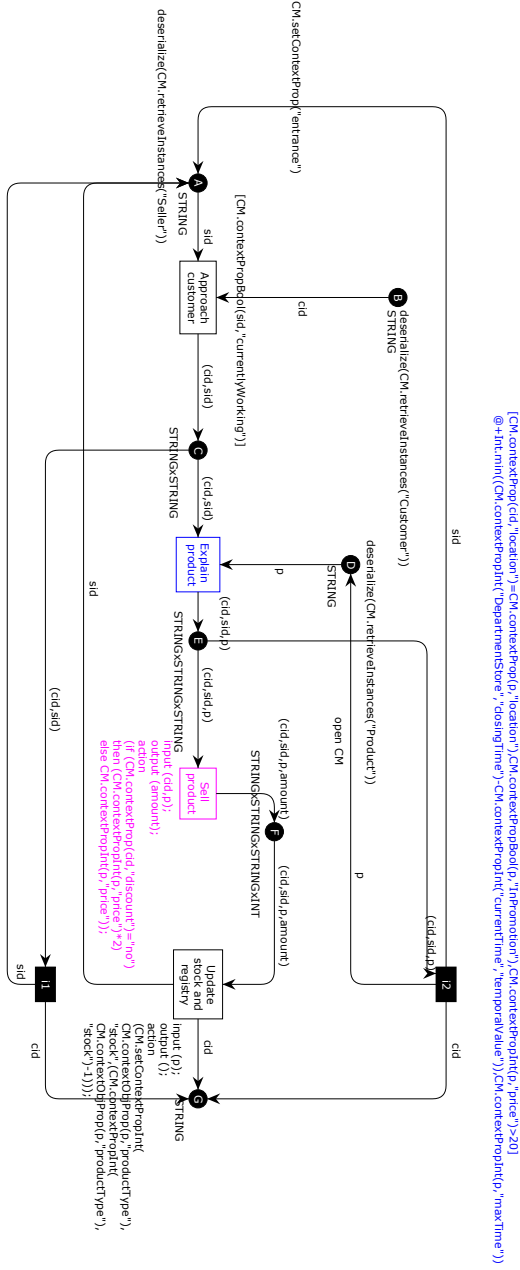 [CM.contextProp(cid,"location")=CM.contextProp(p,"location"),CM.contextPropBool(p,"InPromotion"),CM.contextPropInt(p,"price")>20]
@+Int.min((CM.contextPropInt("DepartmentStore","closingTime")-CM.contextPropInt("currentTime","temporalValue")),CM.contextPropInt(p,"maxTime"))
sid
I2
cid
(cid,sid,p)
B
deserialize(CM.retrieveInstances("Customer"))
STRING
deserialize(CM.retrieveInstances("Product"))
D
STRING
p
open CM
CM.setContextProp("entrance")
cid
p
(cid,sid,p,amount)
F
(cid,sid,p,amount)
STRINGxSTRINGxSTRINGxINT
[CM.contextPropBool(sid,"currentlyWorking")]
(cid,sid,p)
A
STRING
sid
Approach
customer
(cid,sid)
C
STRINGxSTRING
(cid,sid)
Explain
product
E
STRINGxSTRINGxSTRING
(cid,sid,p)
Sell
product
Update
stock and
registry
cid
G
STRING
deserialize(CM.retrieveInstances("Seller"))
input (cid,p);
output (amount);
action
(if (CM.contextProp(cid,"discount")="no")
then (CM.contextPropInt(p,"price")*2)
else CM.contextPropInt(p,"price"));
input (p);
output ();
action
(CM.setContextPropInt(
CM.contextObjProp(p,"productType"),
"stock",(CM.contextPropInt(
CM.contextObjProp(p,"productType"),
"stock")-1)));
sid
(cid,sid)
I1
sid
cid